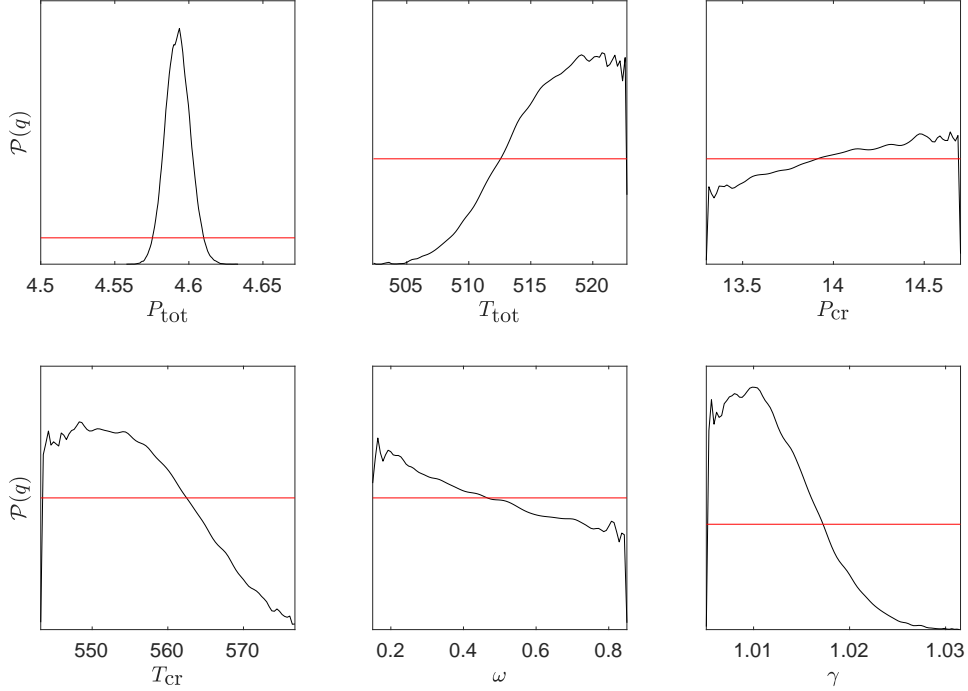 P(q)
4.5 4.55 4.6 4.65
P_tot
505 510 515 520
T_tot
13.5 14 14.5
P_cr
P(q)
550 560 570
T_cr
0.2 0.4 0.6 0.8
ω
1.01 1.02 1.03
γ